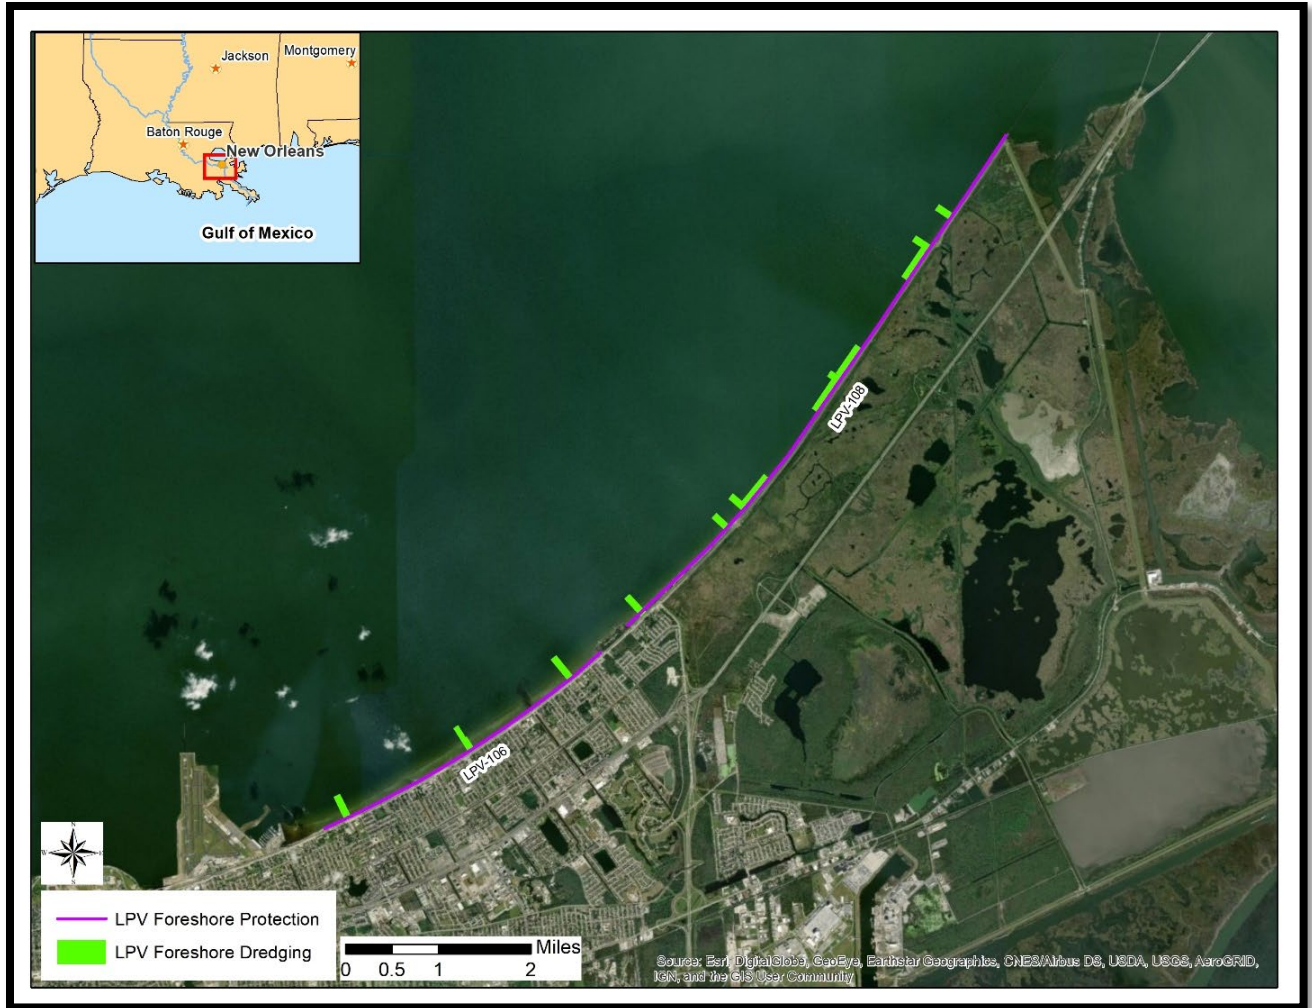 Jackson
Montgomery
Baton Rouge
New Orleans
Gulf of Mexico
LPV-108
LPV-106
N
W
E
S
LPV Foreshore Protection
LPV Foreshore Dredging
Miles
0 0.5 1 2
Source: Esri, DigitalGlobe, GeoEye, Earthstar Geographics, CNES/Airbus DS, USDA, USGS, AeroGRID,
IGN, and the GIS User Community